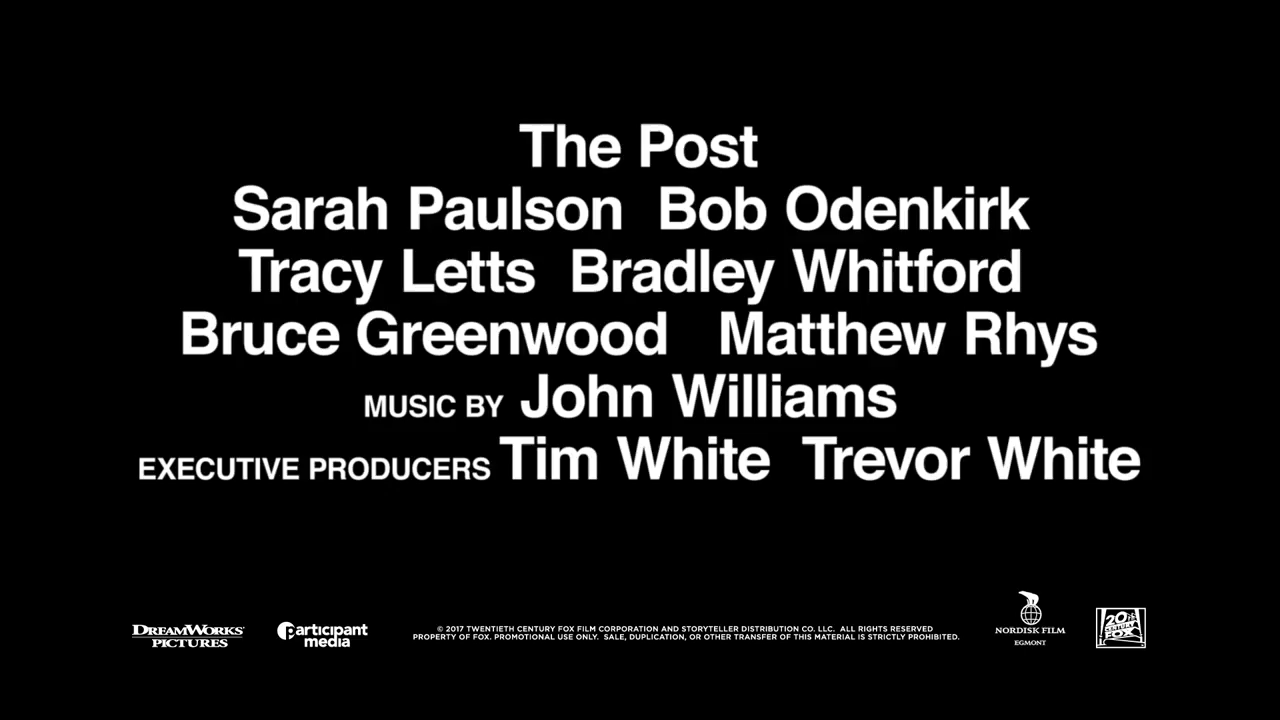 The Post
Sarah Paulson Bob Odenkirk
Tracy Letts Bradley Whitford
Bruce Greenwood Matthew Rhys
MUSIC BY John Williams
EXECUTIVE PRODUCERS Tim White Trevor White
DREAMWORKS PICTURES
participant media
© 2017 TWENTIETH CENTURY FOX FILM CORPORATION AND STORYTELLER DISTRIBUTION CO. LLC. ALL RIGHTS RESERVED
PROPERTY OF FOX. PROMOTIONAL USE ONLY. SALE, DUPLICATION, OR OTHER TRANSFER OF THIS MATERIAL IS STRICTLY PROHIBITED.
NORDISK FILM
EGMONT
20TH CENTURY FOX